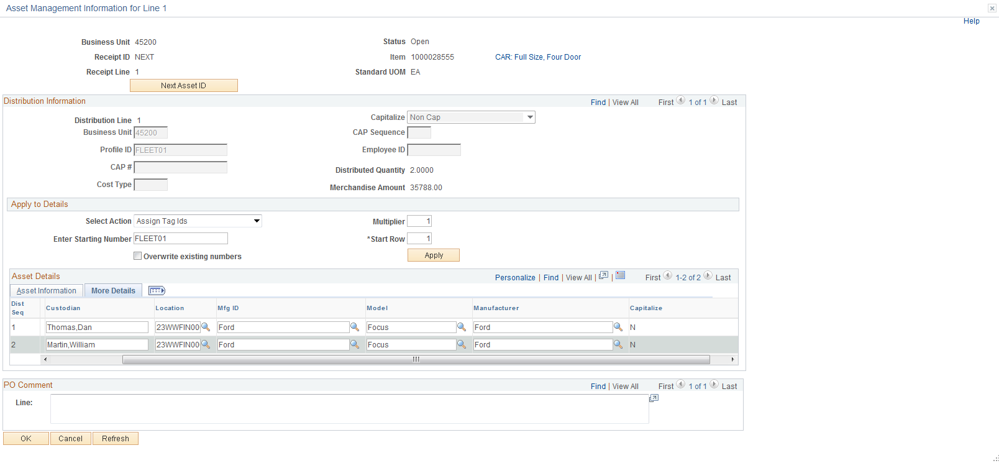 Asset Management Information for Line 1
Help
Business Unit 45200 Status Open
Receipt ID NEXT Item 1000028555 CAR: Full Size, Four Door
Receipt Line 1 Standard UOM EA
Next Asset ID
Distribution Information Find | View All First 1 of 1 Last
Distribution Line 1 Capitalize Non Cap
Business Unit 45200 CAP Sequence
Profile ID FLEET01 Employee ID
CAP # Distributed Quantity 2.0000
Cost Type Merchandise Amount 35788.00
Apply to Details
Select Action Assign Tag Ids Multiplier 1
Enter Starting Number FLEET01 *Start Row 1
Overwrite existing numbers Apply
Asset Details Personalize | Find | View All | | First 1-2 of 2 Last
Asset Information More Details
Dist Seq Custodian Location Mfg ID Model Manufacturer Capitalize
1 Thomas,Dan 23WWFIN00 Ford Focus Ford N
2 Martin,William 23WWFIN00 Ford Focus Ford N
PO Comment Find | View All First 1 of 1 Last
Line:
OK Cancel Refresh